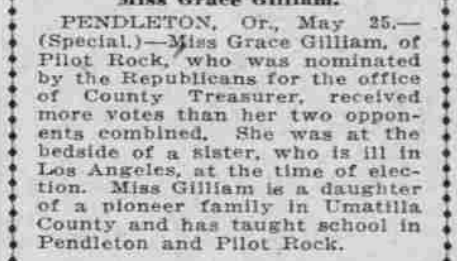 Miss Grace Gilliam.
PENDLETON, Or., May 25.—
(Special.)—Miss Grace Gilliam, of
Pilot Rock, who was nominated
by the Republicans for the office
of County Treasurer, received
more votes than her two oppon-
ents combined. She was at the
bedside of a sister, who is ill in
Los Angeles, at the time of elec-
tion. Miss Gilliam is a daughter
of a pioneer family in Umatilla
County and has taught school in
Pendleton and Pilot Rock.